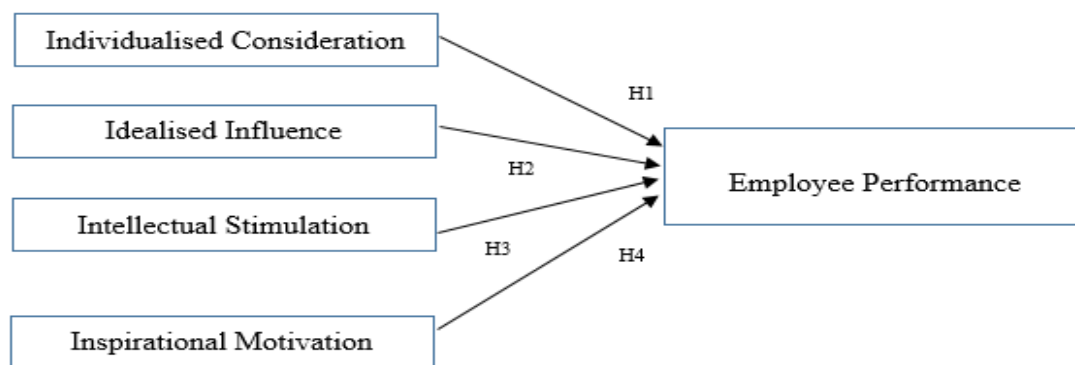 Individualised Consideration
H1
Idealised Influence
H2
Employee Performance
Intellectual Stimulation
H3
H4
Inspirational Motivation